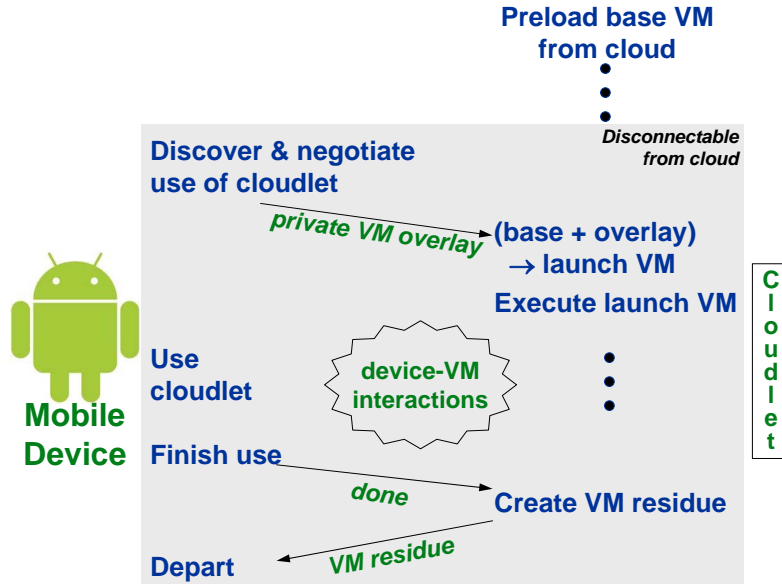 Preload base VM
from cloud
Disconnectable
from cloud
Discover & negotiate
use of cloudlet
private VM overlay
(base + overlay)
→ launch VM
Execute launch VM
Cloudlet
Use
cloudlet
device-VM
interactions
Mobile
Device
Finish use
done
Create VM residue
VM residue
Depart